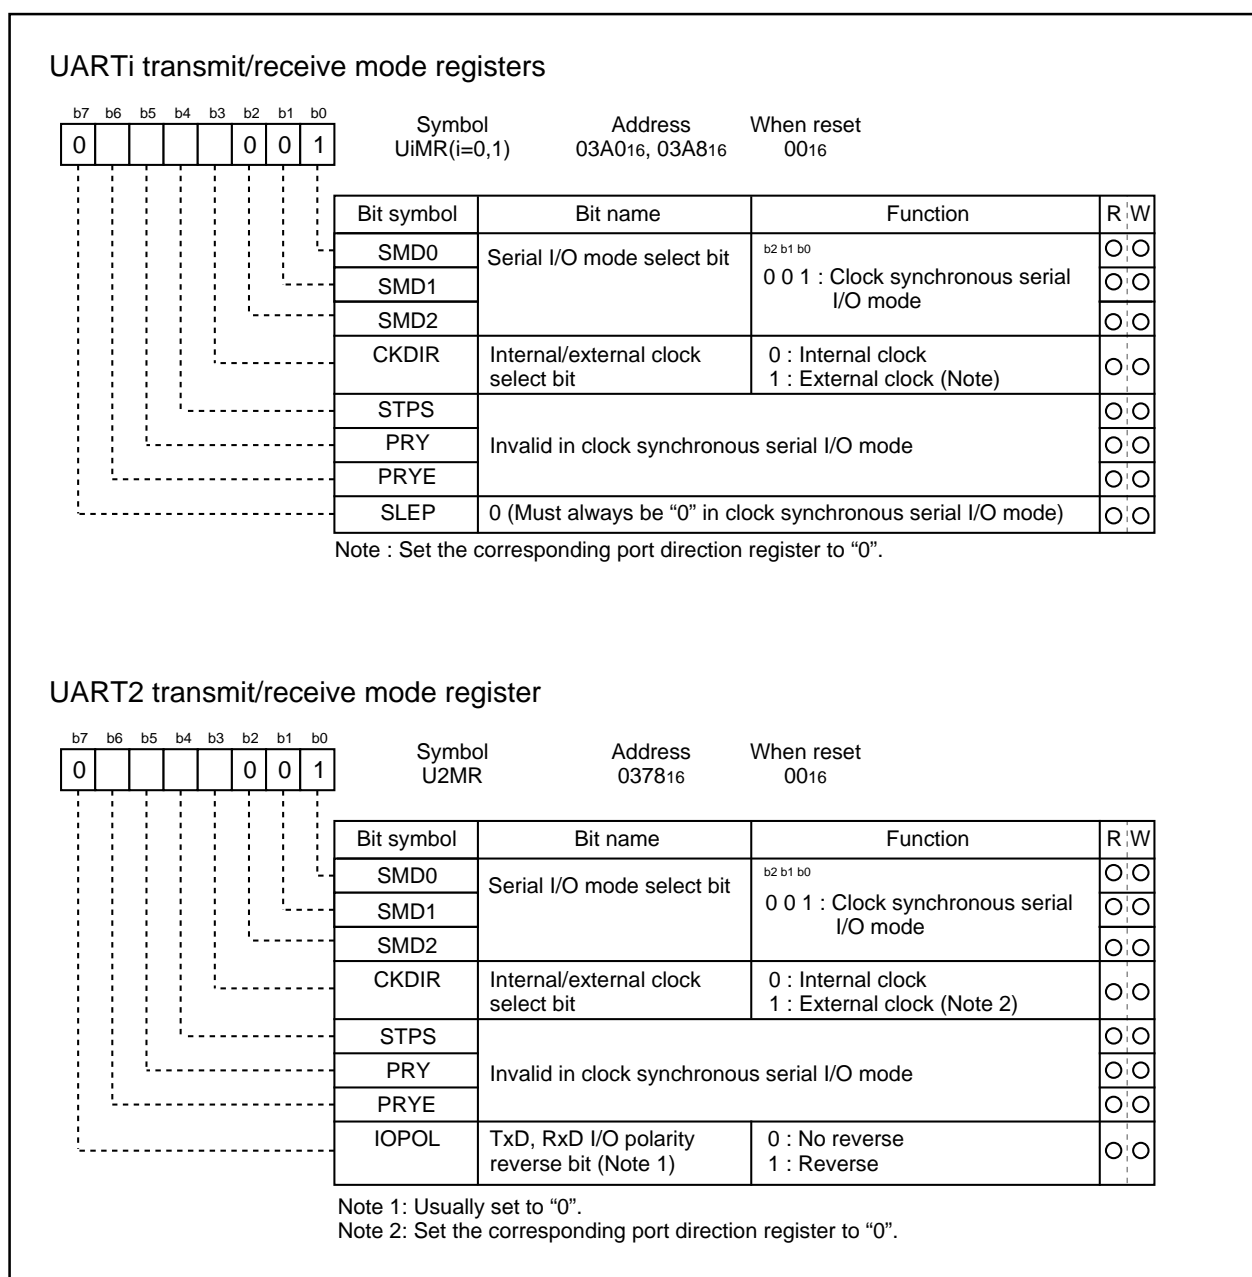 UARTi transmit/receive mode registers
b7 b6 b5 b4 b3 b2 b1 b0
0 0 0 1
Symbol Address When reset
UiMR(i=0,1) 03A016, 03A816 0016
Bit symbol Bit name Function R W
SMD0 Serial I/O mode select bit b2 b1 b0
SMD1 0 0 1 : Clock synchronous serial
I/O mode
SMD2
CKDIR Internal/external clock 0 : Internal clock
select bit 1 : External clock (Note)
STPS
PRY Invalid in clock synchronous serial I/O mode
PRYE
SLEP 0 (Must always be “0” in clock synchronous serial I/O mode)
Note : Set the corresponding port direction register to “0”.
UART2 transmit/receive mode register
b7 b6 b5 b4 b3 b2 b1 b0
0 0 0 1
Symbol Address When reset
U2MR 037816 0016
Bit symbol Bit name Function R W
SMD0 Serial I/O mode select bit b2 b1 b0
SMD1 0 0 1 : Clock synchronous serial
I/O mode
SMD2
CKDIR Internal/external clock 0 : Internal clock
select bit 1 : External clock (Note 2)
STPS
PRY Invalid in clock synchronous serial I/O mode
PRYE
IOPOL TxD, RxD I/O polarity 0 : No reverse
reverse bit (Note 1) 1 : Reverse
Note 1: Usually set to “0”.
Note 2: Set the corresponding port direction register to “0”.